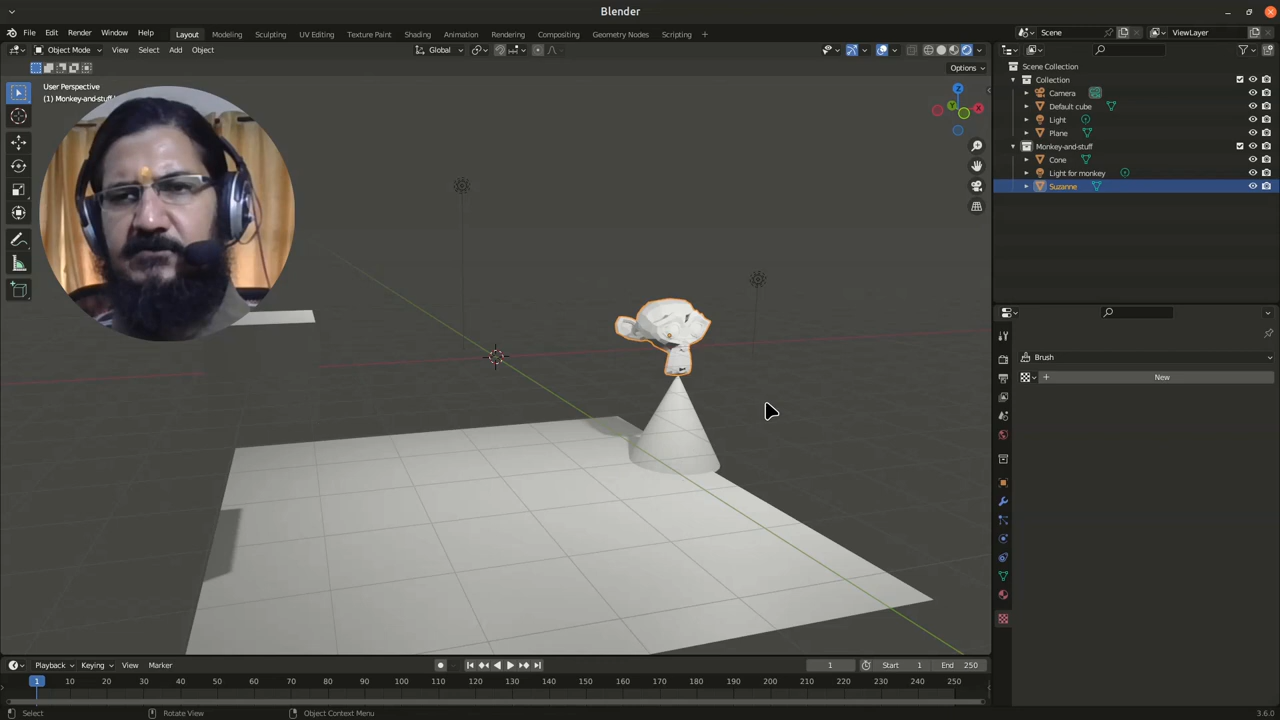 Blender
File Edit Render Window Help Layout Modeling Sculpting UV Editing Texture Paint Shading Animation Rendering Compositing Geometry Nodes Scripting + Scene ViewLayer
Object Mode View Select Add Object Global
Options
User Perspective
(1) Monkey-and-stuff
Z
Y
X
Scene Collection
Collection
Camera
Default cube
Light
Plane
Monkey-and-stuff
Cone
Light for monkey
Suzanne
Brush
+ New
Playback Keying View Marker 1 Start 1 End 250
1 10 20 30 40 50 60 70 80 90 100 110 120 130 140 150 160 170 180 190 200 210 220 230 240 250
Select Rotate View Object Context Menu 3.6.0